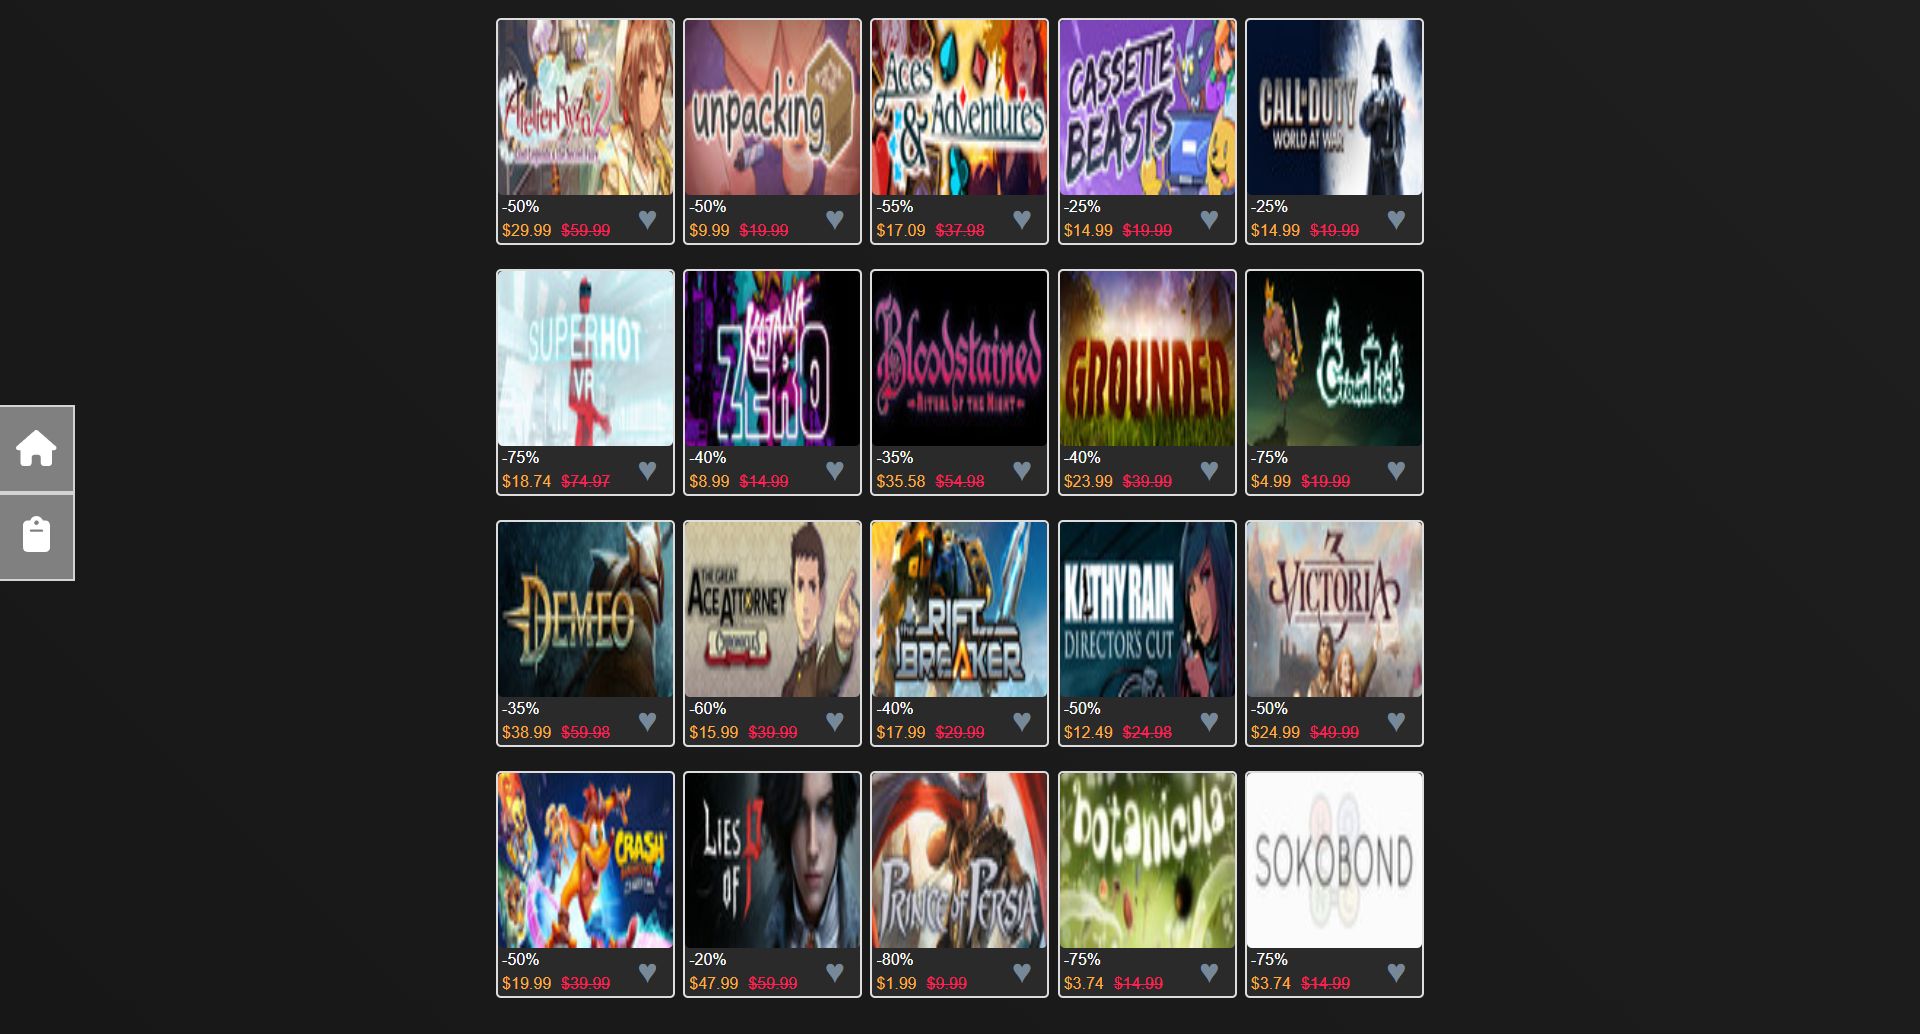 Atelier Ryza 2
unpacking
Aces & Adventures
CASSETTE BEASTS
CALL OF DUTY
WORLD AT WAR
-50%
$29.99 $59.99
-50%
$9.99 $19.99
-55%
$17.09 $37.98
-25%
$14.99 $19.99
-25%
$14.99 $19.99
SUPERHOT
VR
KATANA
ZERO
Bloodstained
RITUAL OF THE NIGHT
GROUNDED
-75%
$18.74 $74.97
-40%
$8.99 $14.99
-35%
$35.58 $54.98
-40%
$23.99 $39.99
-75%
$4.99 $19.99
DEMEO
THE GREAT
ACE ATTORNEY
CHRONICLES
the RIFT
BREAKER
KATHY RAIN
DIRECTOR'S CUT
VICTORIA
3
-35%
$38.99 $59.98
-60%
$15.99 $39.99
-40%
$17.99 $29.99
-50%
$12.49 $24.98
-50%
$24.99 $49.99
CRASH
LIES
OF P
PRINCE OF PERSIA
botanicula
SOKOBOND
-50%
$19.99 $39.99
-20%
$47.99 $59.99
-80%
$1.99 $9.99
-75%
$3.74 $14.99
-75%
$3.74 $14.99